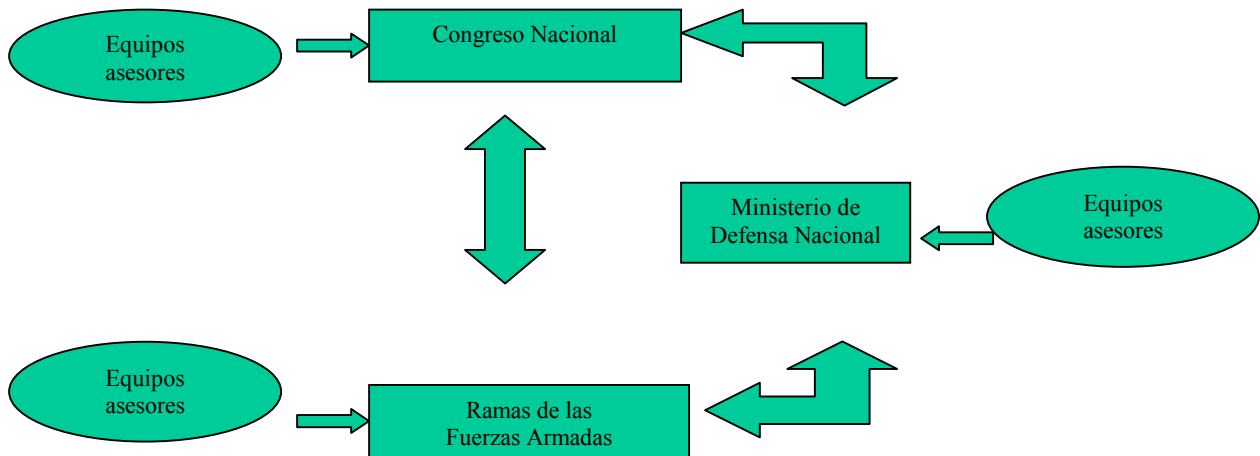 Equipos
asesores
Congreso Nacional
Ministerio de
Defensa Nacional
Equipos
asesores
Equipos
asesores
Ramas de las
Fuerzas Armadas